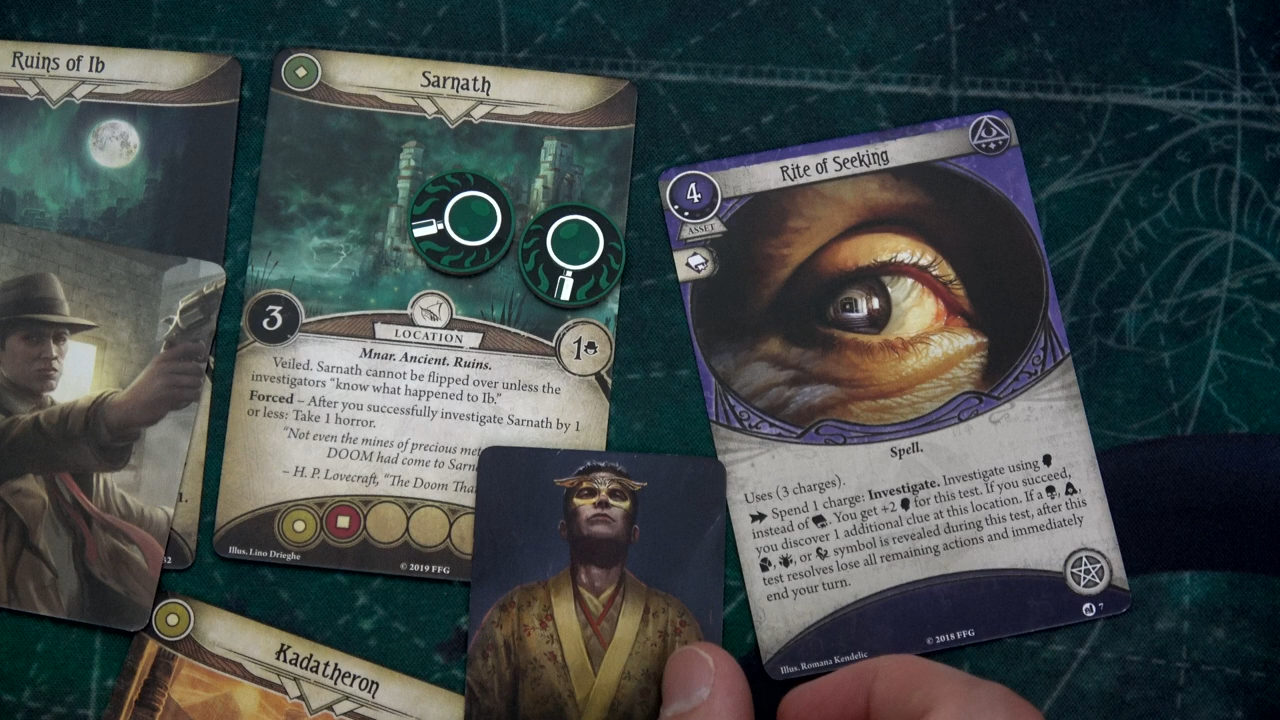 Ruins of Ib
1.
32
Sarnath
3
LOCATION
1
Mnar. Ancient. Ruins.
Veiled. Sarnath cannot be flipped over unless the
investigators “know what happened to Ib.”
Forced – After you successfully investigate Sarnath by 1
or less: Take 1 horror.
“Not even the mines of precious met
DOOM had come to Sarn
– H. P. Lovecraft, “The Doom Tha
Illus. Lino Drieghe
© 2019 FFG
Kadatheron
Rite of Seeking
4
ASSET
Spell.
Uses (3 charges).
Spend 1 charge: Investigate. Investigate using
instead of . You get +2 for this test. If you succeed,
you discover 1 additional clue at this location. If a , ,
, , or symbol is revealed during this test, after this
test resolves lose all remaining actions and immediately
end your turn.
Illus. Romana Kendelic
© 2018 FFG
7